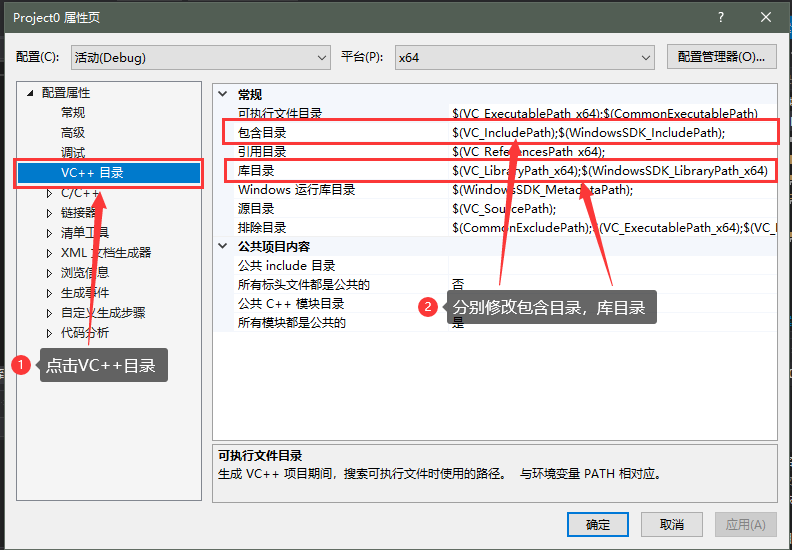 Project0 属性页
配置(C):
活动(Debug)
平台(P):
x64
配置管理器(O)...
配置属性
常规
高级
调试
VC++ 目录
C/C++
链接器
清单工具
XML 文档生成器
浏览信息
生成事件
自定义生成步骤
代码分析
常规
可执行文件目录 $(VC_ExecutablePath_x64);$(CommonExecutablePath)
包含目录 $(VC_IncludePath);$(WindowsSDK_IncludePath);
引用目录 $(VC_ReferencesPath_x64);
库目录 $(VC_LibraryPath_x64);$(WindowsSDK_LibraryPath_x64)
Windows 运行库目录 $(WindowsSDK_MetadataPath);
源目录 $(VC_SourcePath);
排除目录 $(CommonExcludePath);$(VC_ExecutablePath_x64);$(VC_
公共项目内容
公共 include 目录
所有标头文件都是公共的 否
公共 C++ 模块目录
所有模块都是公共的 是
2 分别修改包含目录，库目录
1 点击VC++目录
可执行文件目录
生成 VC++ 项目期间，搜索可执行文件时使用的路径。 与环境变量 PATH 相对应。
确定
取消
应用(A)